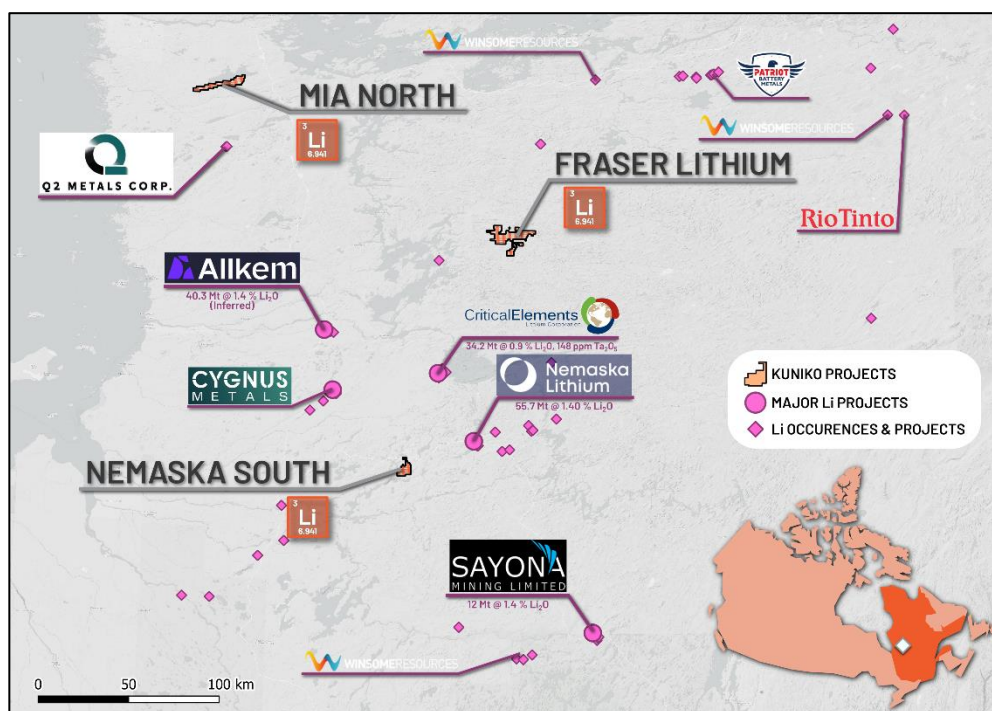 WINSOMERESOURCES
PATRIOT
BATTERY
METALS
MIA NORTH
3
Li
6.941
WINSOMERESOURCES
Q2 METALS CORP.
FRASER LITHIUM
3
Li
6.941
RioTinto
Allkem
40.3 Mt @ 1.4 % Li₂O
(Inferred)
CriticalElements
Lithium Corporation
34.2 Mt @ 0.9 % Li₂O, 148 ppm Ta₂O₅
CYGNUS
METALS
Nemaska
Lithium
55.7 Mt @ 1.40 % Li₂O
KUNIKO PROJECTS
MAJOR Li PROJECTS
Li OCCURENCES & PROJECTS
NEMASKA SOUTH
3
Li
6.941
SAYONA
MINING LIMITED
12 Mt @ 1.4 % Li₂O
WINSOMERESOURCES
0 50 100 km